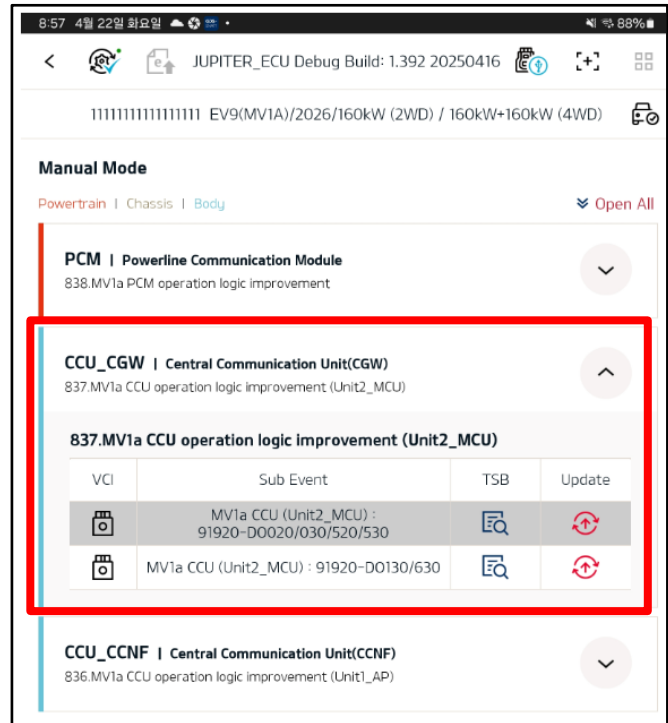 8:57 4월 22일 화요일
88%
JUPITER_ECU Debug Build: 1.392 20250416
11111111111111111 EV9(MV1A)/2026/160kW (2WD) / 160kW+160kW (4WD)
Manual Mode
Powertrain | Chassis | Body
Open All
PCM | Powerline Communication Module
838.MV1a PCM operation logic improvement
CCU_CGW | Central Communication Unit(CGW)
837.MV1a CCU operation logic improvement (Unit2_MCU)
837.MV1a CCU operation logic improvement (Unit2_MCU)
VCI Sub Event TSB Update
MV1a CCU (Unit2_MCU) :
91920-DO020/030/520/530
MV1a CCU (Unit2_MCU) : 91920-DO130/630
CCU_CCNF | Central Communication Unit(CCNF)
836.MV1a CCU operation logic improvement (Unit1_AP)